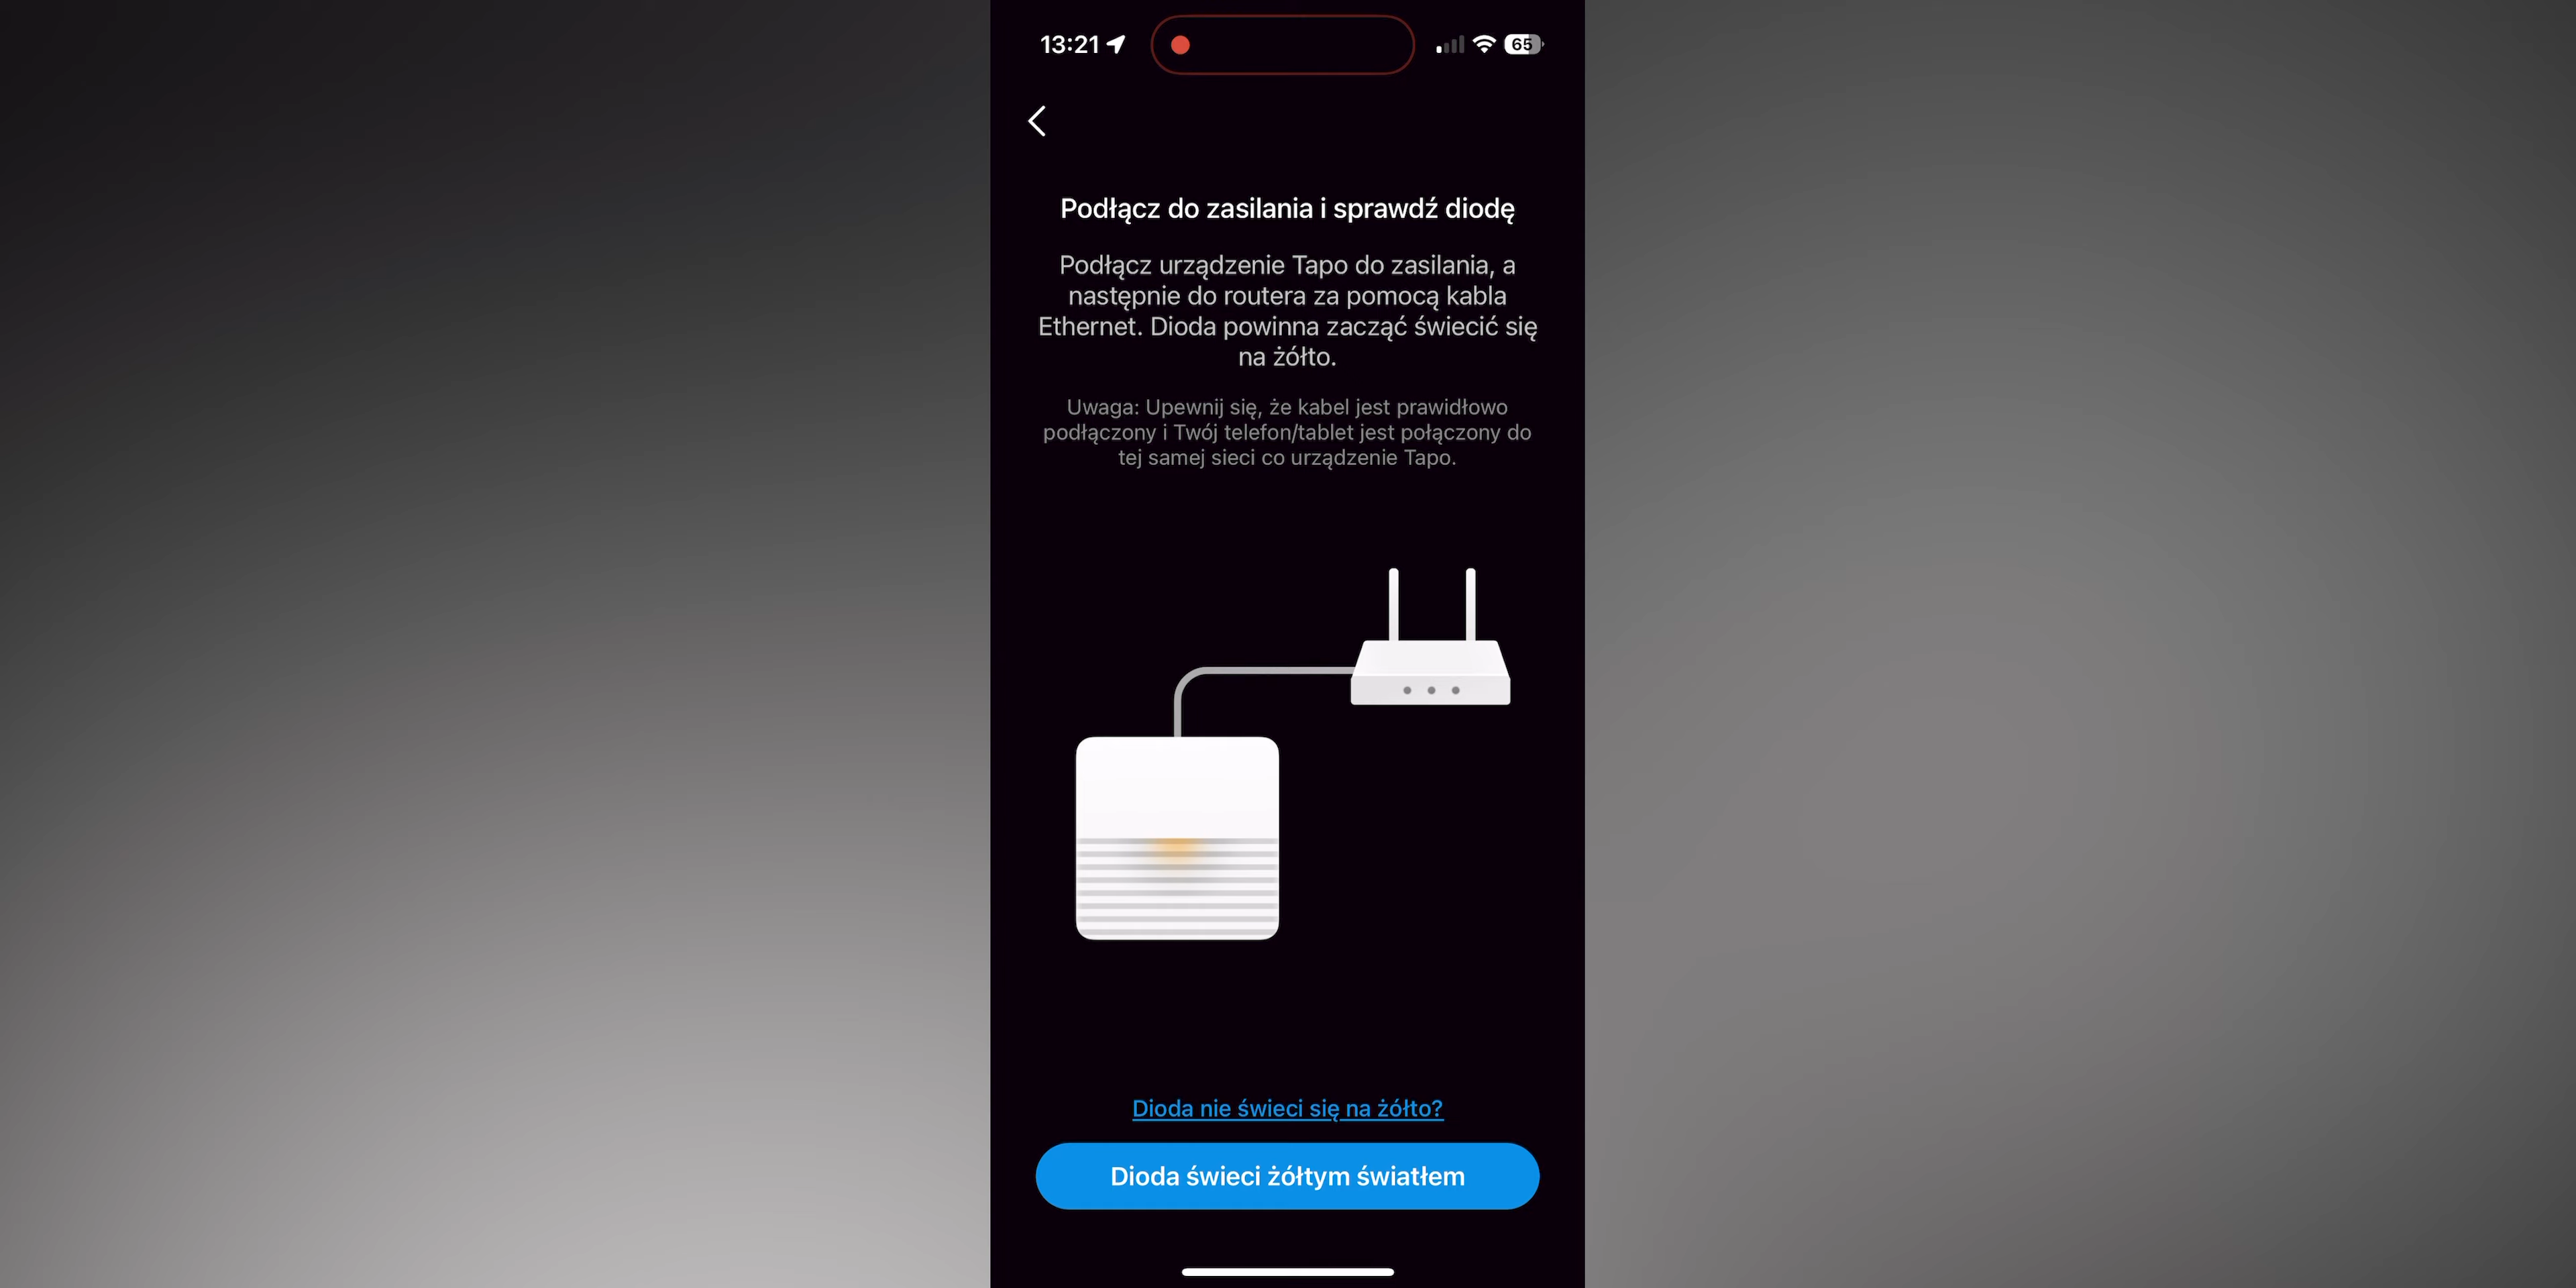 13:21
65
Podłącz do zasilania i sprawdź diodę
Podłącz urządzenie Tapo do zasilania, a
następnie do routera za pomocą kabla
Ethernet. Dioda powinna zacząć świecić się
na żółto.
Uwaga: Upewnij się, że kabel jest prawidłowo
podłączony i Twój telefon/tablet jest połączony do
tej samej sieci co urządzenie Tapo.
Dioda nie świeci się na żółto?
Dioda świeci żółtym światłem